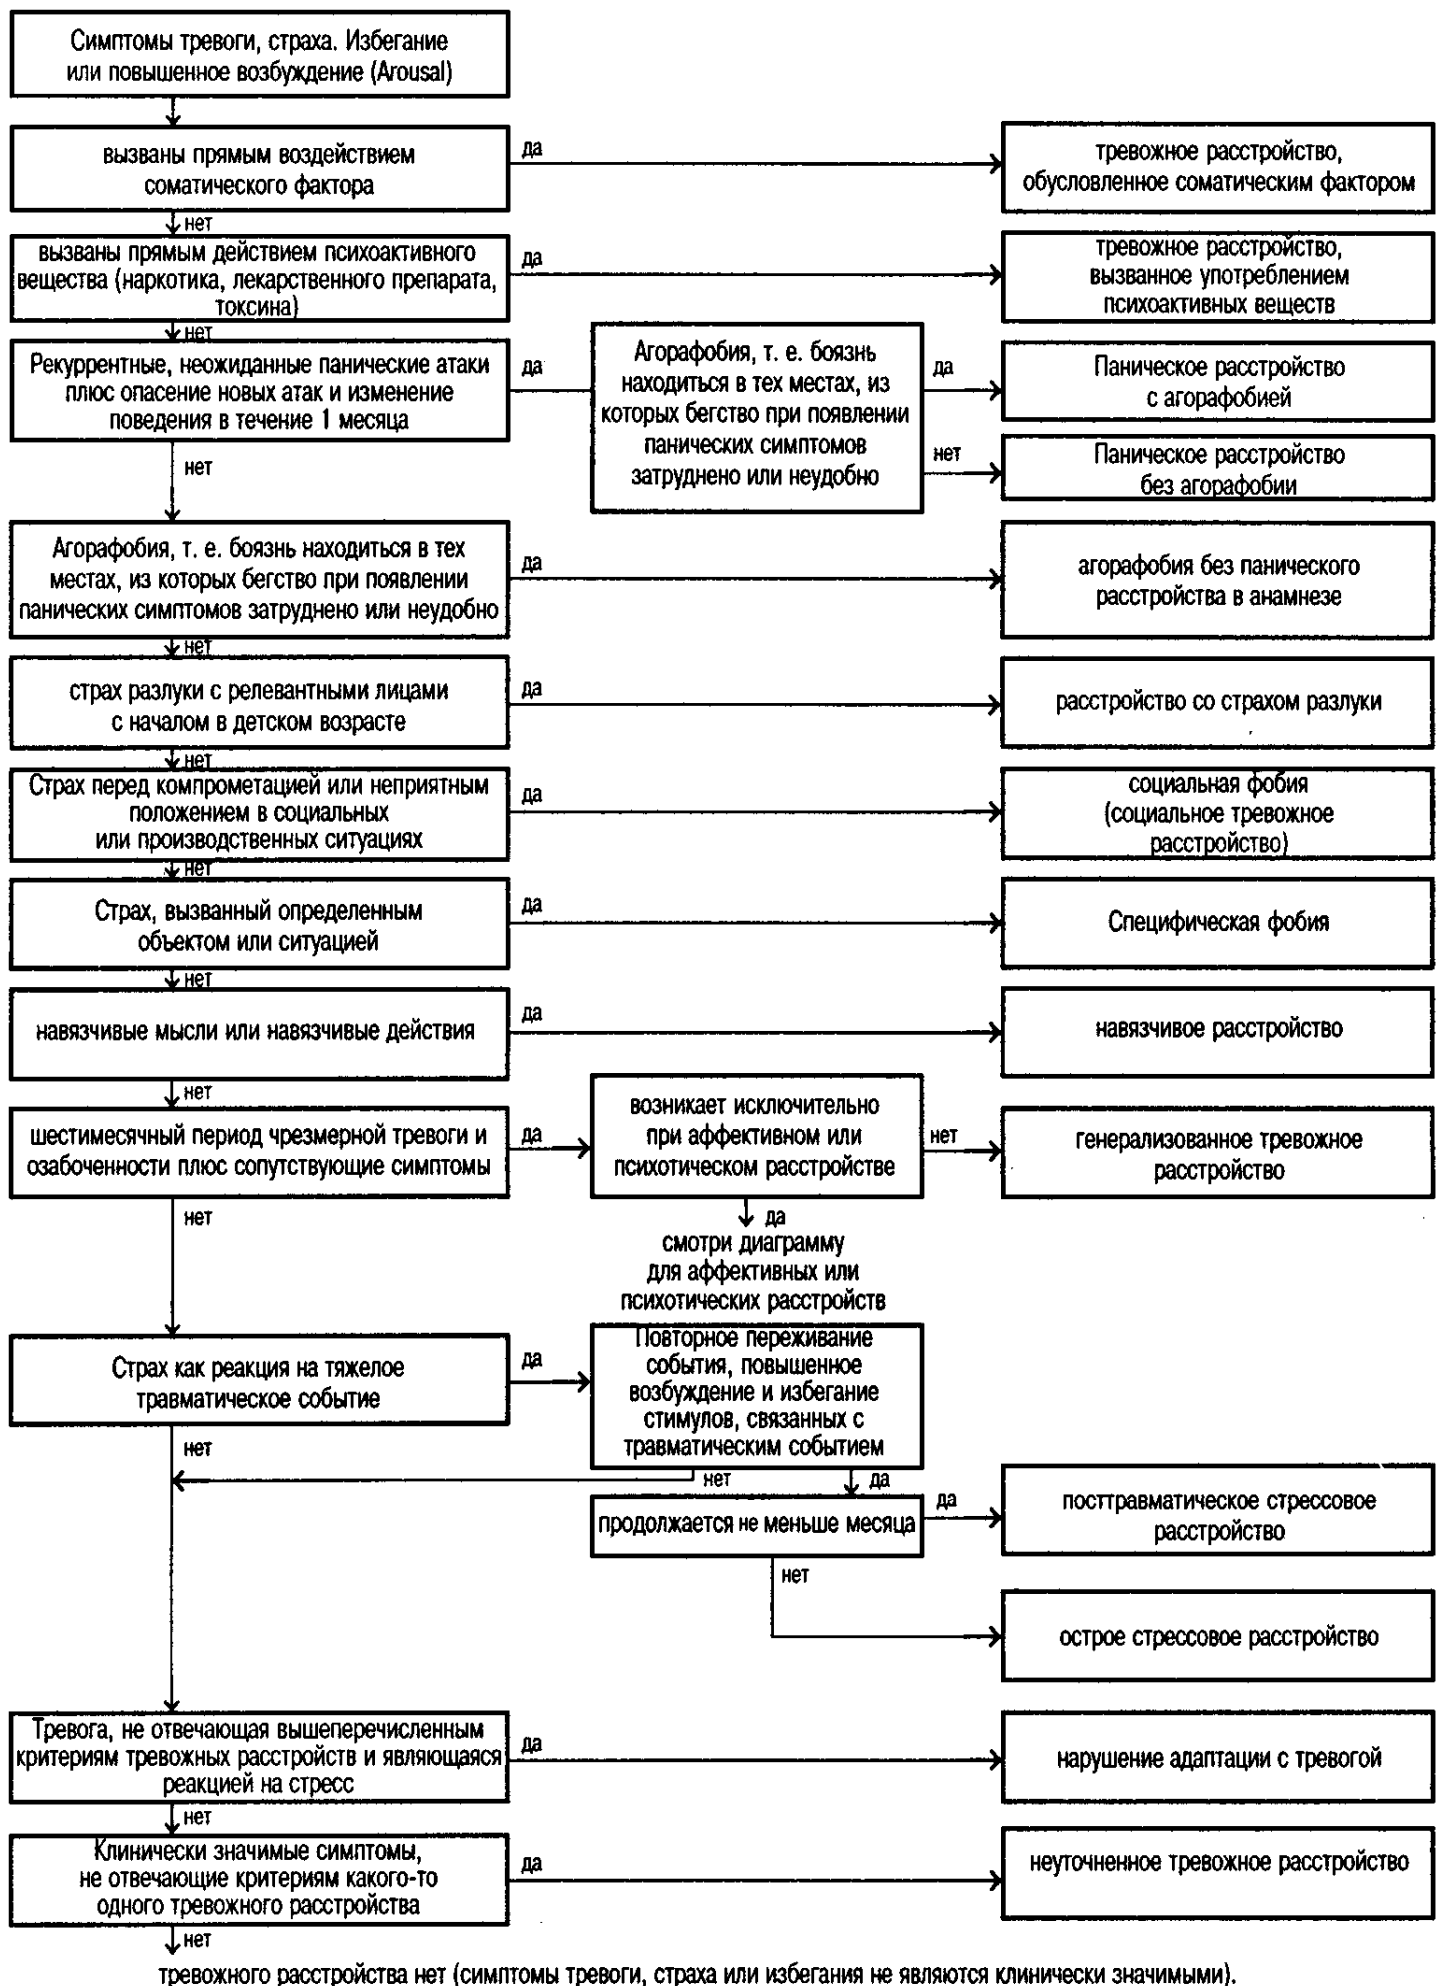 Симптомы тревоги, страха. Избегание
или повышенное возбуждение (Arousal)
вызваны прямым воздействием
соматического фактора
да
тревожное расстройство,
обусловленное соматическим фактором
нет
вызваны прямым действием психоактивного
вещества (наркотика, лекарственного препарата,
токсина)
да
тревожное расстройство,
вызванное употреблением
психоактивных веществ
нет
Рекуррентные, неожиданные панические атаки
плюс опасение новых атак и изменение
поведения в течение 1 месяца
да
Агорафобия, т. е. боязнь
находиться в тех местах, из
которых бегство при появлении
панических симптомов
затруднено или неудобно
да
Паническое расстройство
с агорафобией
нет
Паническое расстройство
без агорафобии
нет
Агорафобия, т. е. боязнь находиться в тех
местах, из которых бегство при появлении
панических симптомов затруднено или неудобно
да
агорафобия без панического
расстройства в анамнезе
нет
страх разлуки с релевантными лицами
с началом в детском возрасте
да
расстройство со страхом разлуки
нет
Страх перед компрометацией или неприятным
положением в социальных
или производственных ситуациях
да
социальная фобия
(социальное тревожное
расстройство)
нет
Страх, вызванный определенным
объектом или ситуацией
да
Специфическая фобия
нет
навязчивые мысли или навязчивые действия
да
навязчивое расстройство
нет
шестимесячный период чрезмерной тревоги и
озабоченности плюс сопутствующие симптомы
да
возникает исключительно
при аффективном или
психотическом расстройстве
нет
генерализованное тревожное
расстройство
нет
да
смотри диаграмму
для аффективных или
психотических расстройств
Страх как реакция на тяжелое
травматическое событие
да
Повторное переживание
события, повышенное
возбуждение и избегание
стимулов, связанных с
травматическим событием
нет
нет
да
продолжается не меньше месяца
да
посттравматическое стрессовое
расстройство
нет
острое стрессовое расстройство
Тревога, не отвечающая вышеперечисленным
критериям тревожных расстройств и являющаяся
реакцией на стресс
да
нарушение адаптации с тревогой
нет
Клинически значимые симптомы,
не отвечающие критериям какого-то
одного тревожного расстройства
да
неуточненное тревожное расстройство
нет
тревожного расстройства нет (симптомы тревоги, страха или избегания не являются клинически значимыми).